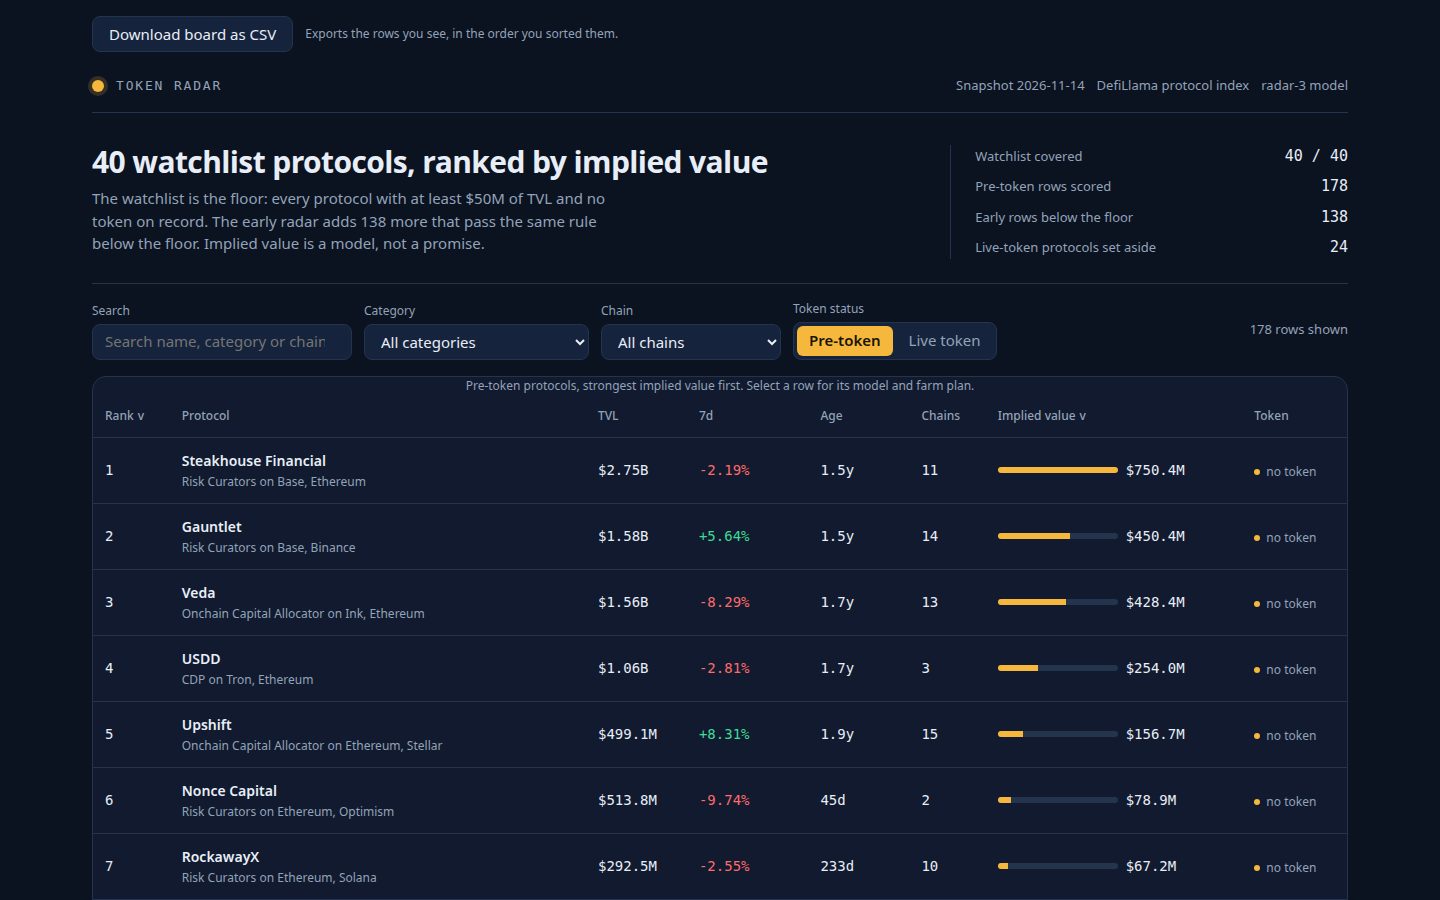 Download board as CSV Exports the rows you see, in the order you sorted them.
TOKEN RADAR Snapshot 2026-11-14 DefiLlama protocol index radar-3 model
40 watchlist protocols, ranked by implied value
The watchlist is the floor: every protocol with at least $50M of TVL and no
token on record. The early radar adds 138 more that pass the same rule
below the floor. Implied value is a model, not a promise.
Watchlist covered 40 / 40
Pre-token rows scored 178
Early rows below the floor 138
Live-token protocols set aside 24
Search Category Chain Token status
Search name, category or chain All categories All chains Pre-token Live token 178 rows shown
Pre-token protocols, strongest implied value first. Select a row for its model and farm plan.
Rank v Protocol TVL 7d Age Chains Implied value v Token
1 Steakhouse Financial $2.75B -2.19% 1.5y 11 $750.4M no token
Risk Curators on Base, Ethereum
2 Gauntlet $1.58B +5.64% 1.5y 14 $450.4M no token
Risk Curators on Base, Binance
3 Veda $1.56B -8.29% 1.7y 13 $428.4M no token
Onchain Capital Allocator on Ink, Ethereum
4 USDD $1.06B -2.81% 1.7y 3 $254.0M no token
CDP on Tron, Ethereum
5 Upshift $499.1M +8.31% 1.9y 15 $156.7M no token
Onchain Capital Allocator on Ethereum, Stellar
6 Nonce Capital $513.8M -9.74% 45d 2 $78.9M no token
Risk Curators on Ethereum, Optimism
7 RockawayX $292.5M -2.55% 233d 10 $67.2M no token
Risk Curators on Ethereum, Solana